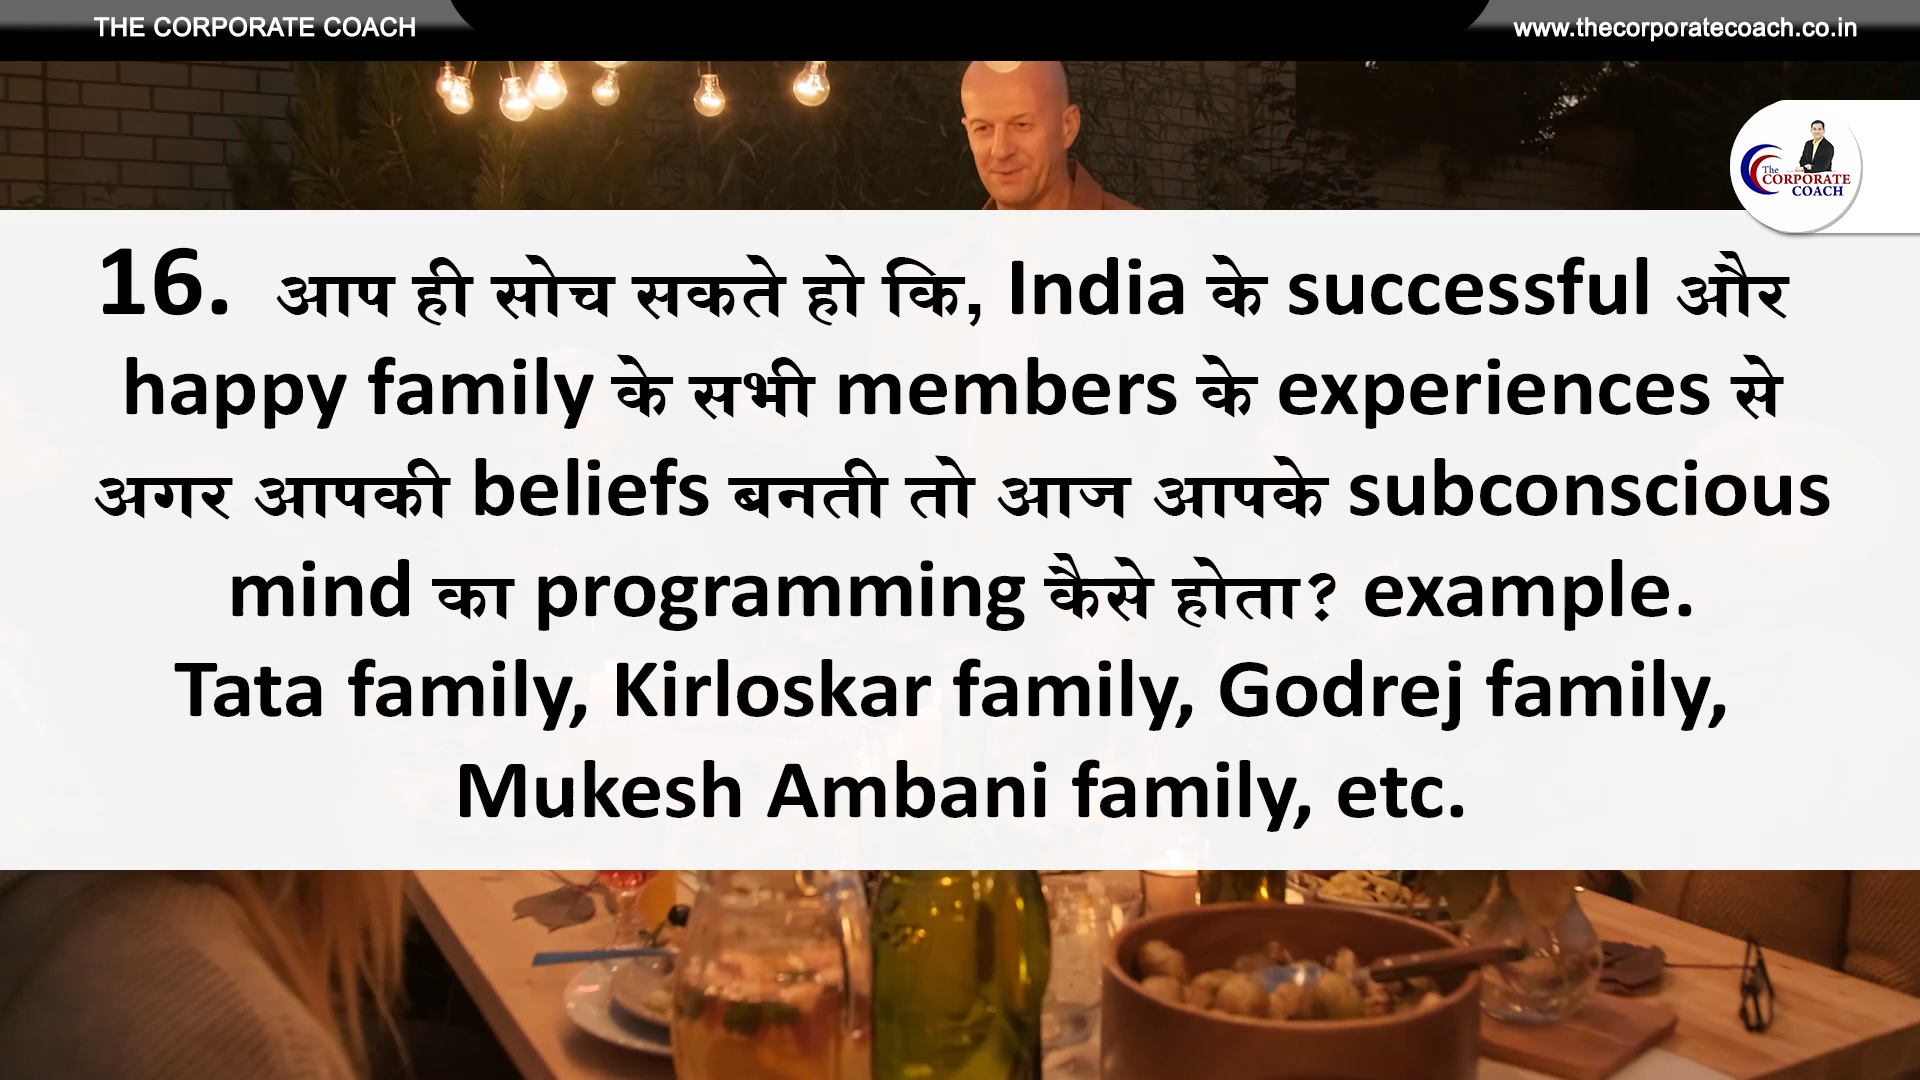 THE CORPORATE COACH
www.thecorporatecoach.co.in
The
CORPORATE
COACH
16. आप ही सोच सकते हो कि, India के successful और
happy family के सभी members के experiences से
अगर आपकी beliefs बनती तो आज आपके subconscious
mind का programming कैसे होता? example.
Tata family, Kirloskar family, Godrej family,
Mukesh Ambani family, etc.